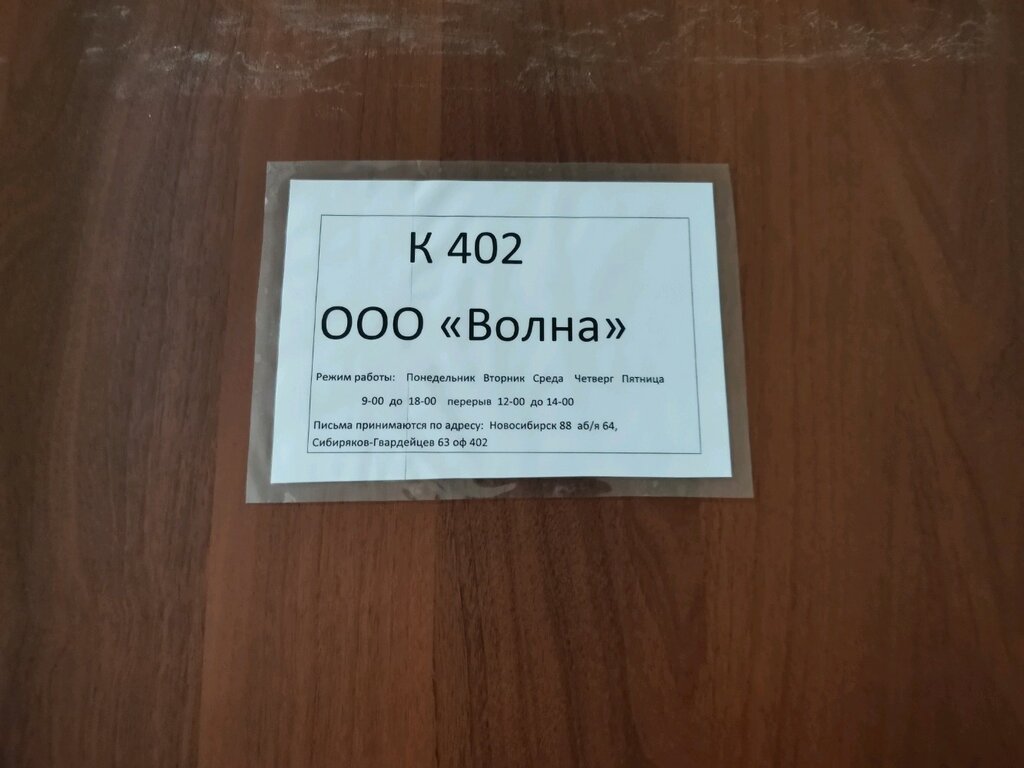 К 402
ООО «Волна»
Режим работы: Понедельник Вторник Среда Четверг Пятница
9-00 до 18-00 перерыв 12-00 до 14-00
Письма принимаются по адресу: Новосибирск 88 аб/я 64,
Сибиряков-Гвардейцев 63 оф 402